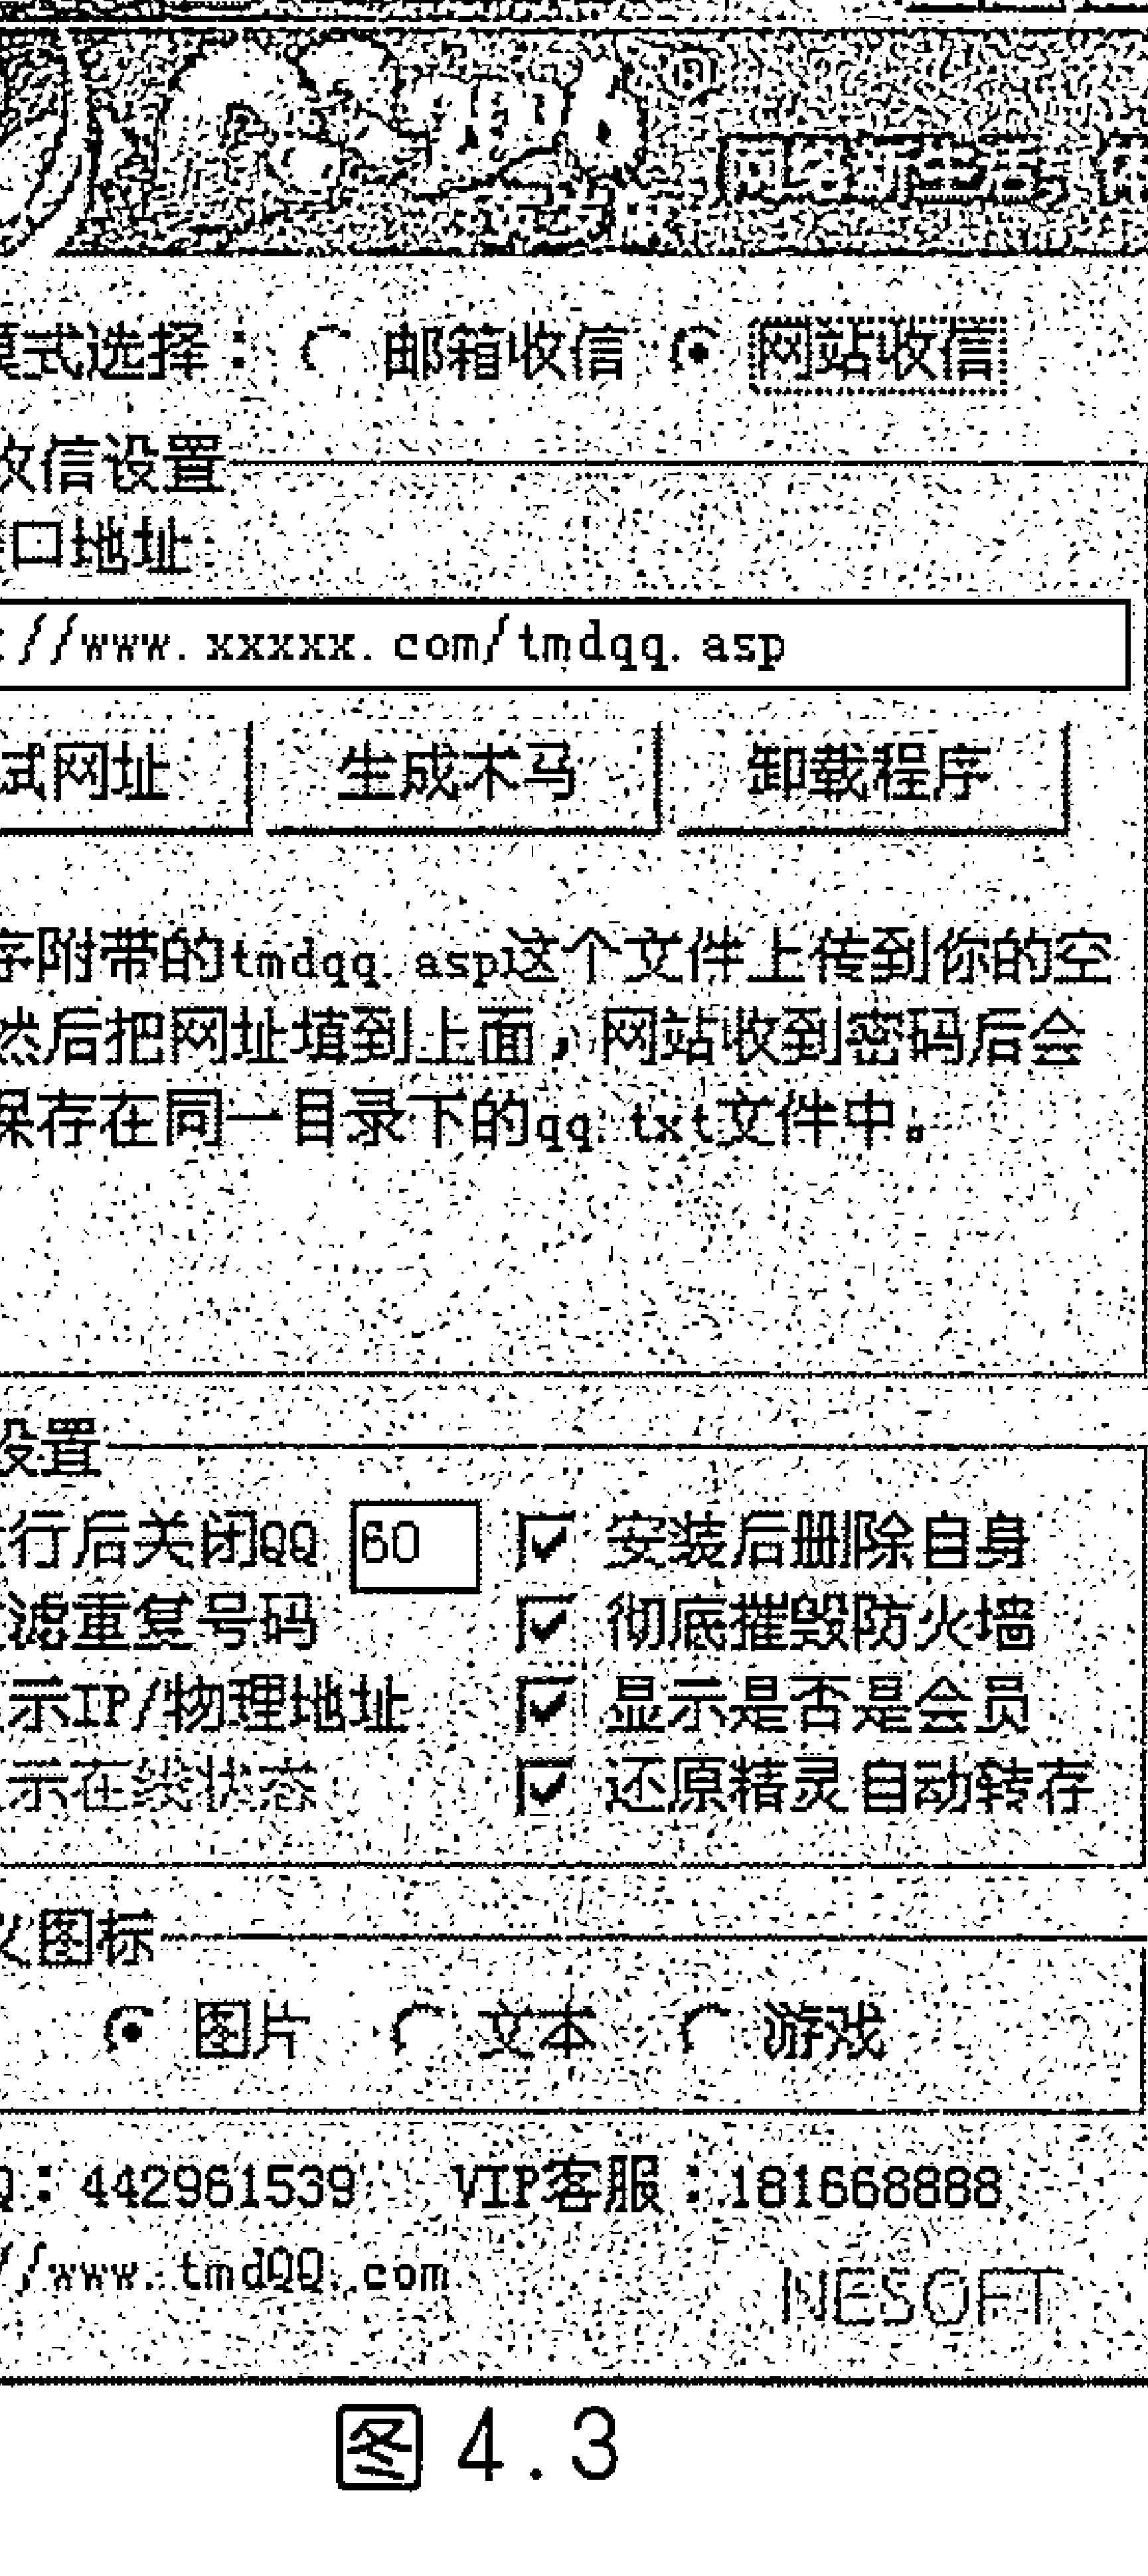 网络新生活,
模式选择： 邮箱收信 网站收信
收信设置
口地址
://www.xxxxx.com/tmdqq.asp
试网址 生成木马 卸载程序
序附带的tmdqq.asp这个文件上传到你的空
然后把网址填到上面，网站收到密码后会
保存在同一目录下的qq.txt文件中。
设置
行后关闭QQ 60 安装后删除自身
滤重复号码 彻底摧毁防火墙
示IP/物理地址 显示是否是会员
示在线状态 还原精灵自动转存
义图标
图片 文本 游戏
Q：442961539 VIP客服：181668888
//www.tmdQQ.com
NESOFT
图 4.3